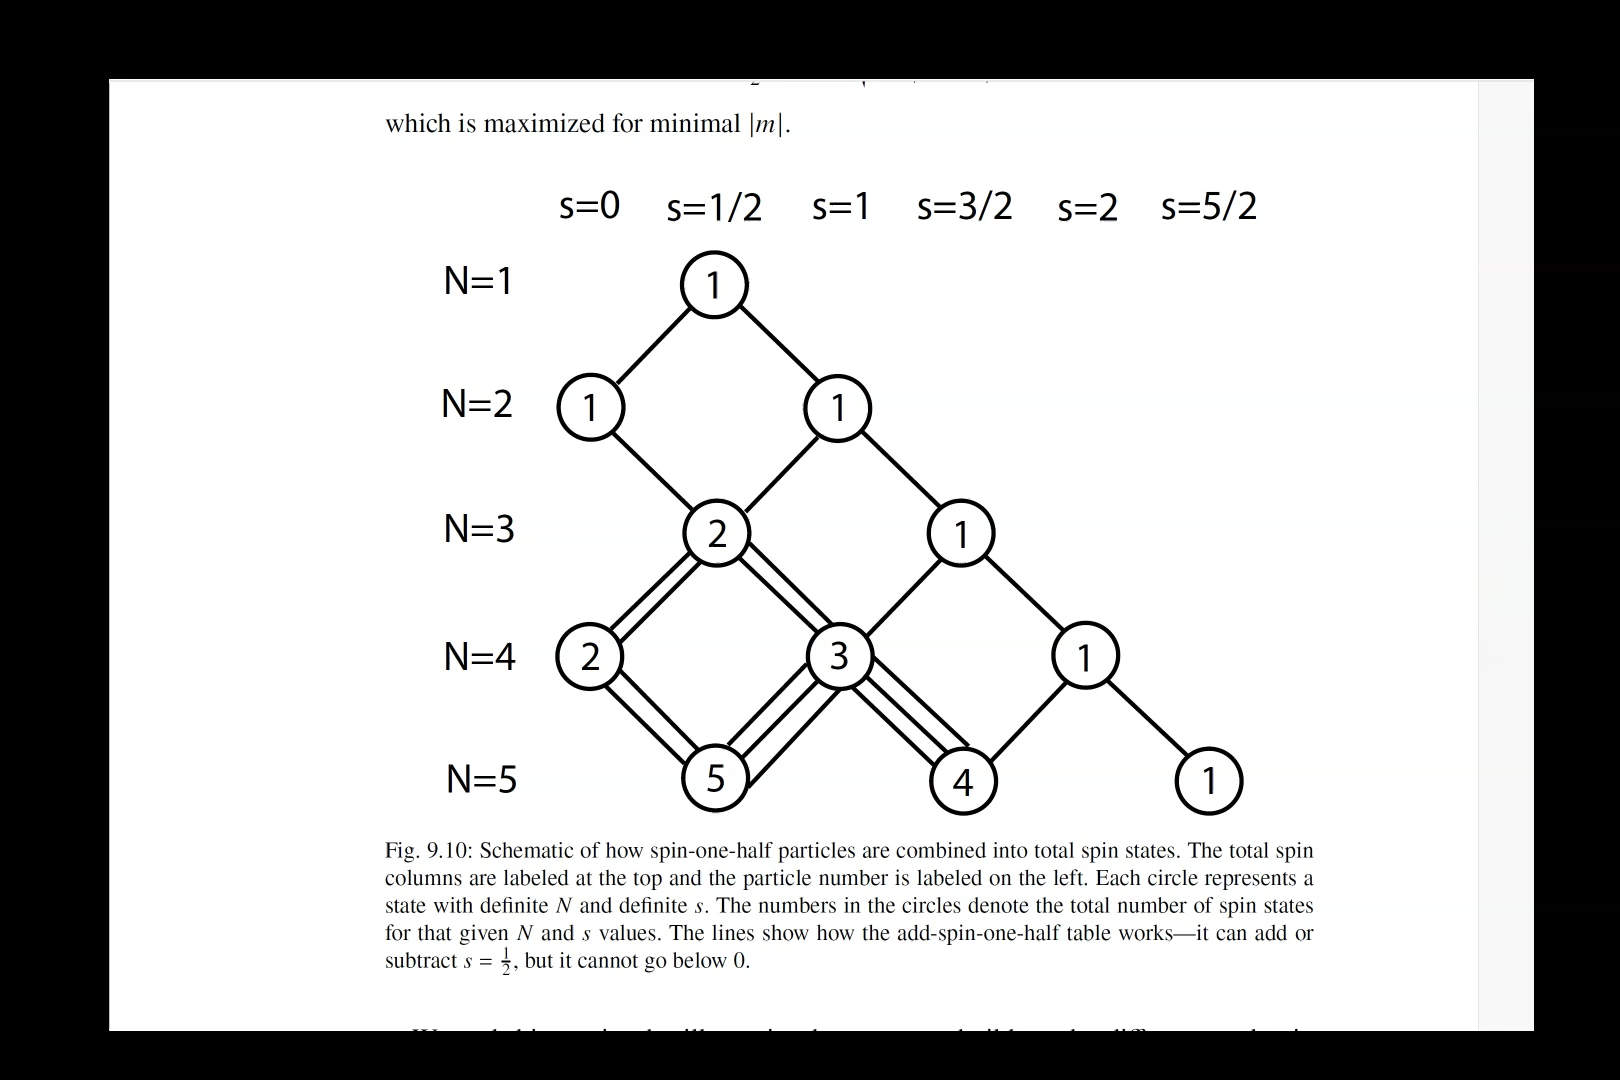 which is maximized for minimal |m|.
s=0 s=1/2 s=1 s=3/2 s=2 s=5/2
N=1 1
N=2 1 1
N=3 2 1
N=4 2 3 1
N=5 5 4 1
Fig. 9.10: Schematic of how spin-one-half particles are combined into total spin states. The total spin
columns are labeled at the top and the particle number is labeled on the left. Each circle represents a
state with definite N and definite s. The numbers in the circles denote the total number of spin states
for that given N and s values. The lines show how the add-spin-one-half table works—it can add or
subtract s = 1/2, but it cannot go below 0.